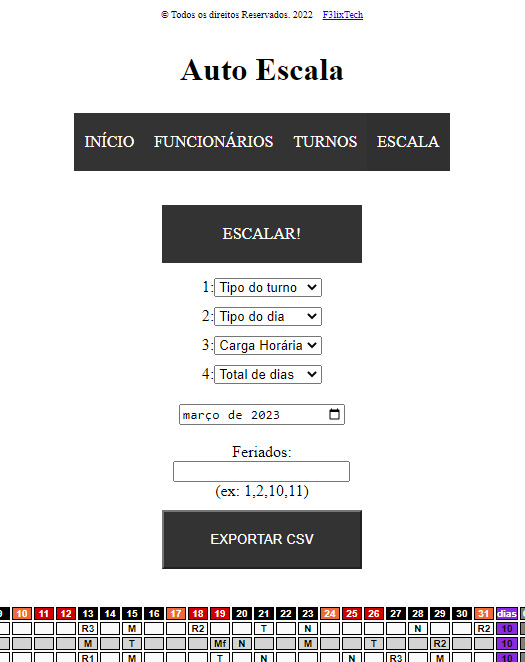 © Todos os direitos Reservados. 2022 F3lixTech
Auto Escala
INÍCIO FUNCIONÁRIOS TURNOS ESCALA
ESCALAR!
1: Tipo do turno
2: Tipo do dia
3: Carga Horária
4: Total de dias
março de 2023
Feriados:
(ex: 1,2,10,11)
EXPORTAR CSV
10 11 12 13 14 15 16 17 18 19 20 21 22 23 24 25 26 27 28 29 30 31 dias
R3 M R2 T N N R2 10
M T Mf N M T R2 10
R1 M T N N R3 M 10